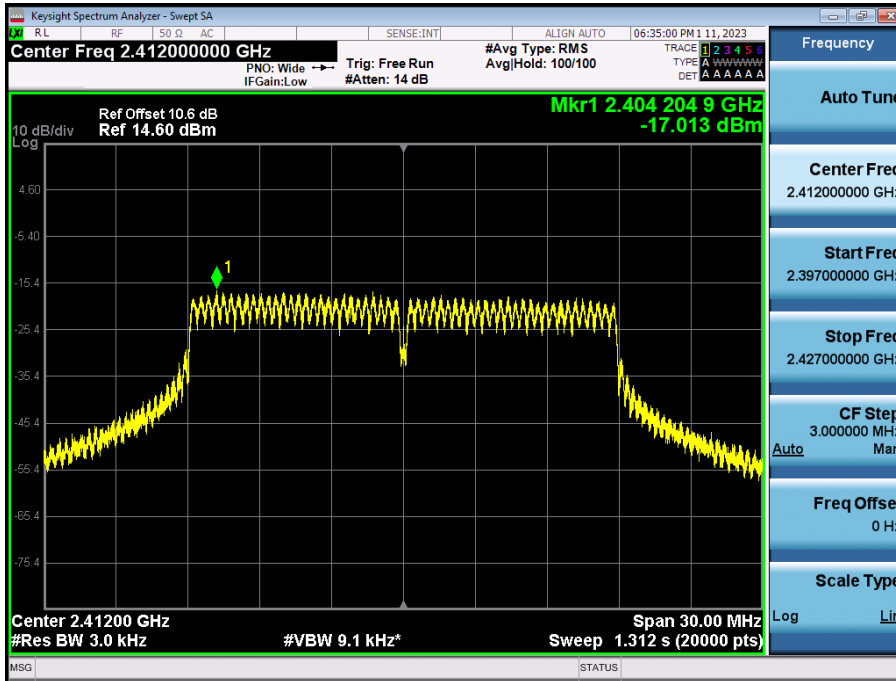 Keysight Spectrum Analyzer - Swept SA
LXI RL RF 50 Ω AC SENSE:INT ALIGN AUTO 06:35:00 PM 1 11, 2023
Center Freq 2.412000000 GHz
PNO: Wide
IFGain:Low
Trig: Free Run
#Atten: 14 dB
#Avg Type: RMS
Avg|Hold: 100/100
TRACE 1 2 3 4 5 6
TYPE A WWWWW
DET A A A A A A
Mkr1 2.404 204 9 GHz
-17.013 dBm
Ref Offset 10.6 dB
10 dB/div Ref 14.60 dBm
Log
4.60
-5.40
-15.4
-25.4
-35.4
-45.4
-55.4
-65.4
-75.4
1
Center 2.41200 GHz Span 30.00 MHz
#Res BW 3.0 kHz #VBW 9.1 kHz* Sweep 1.312 s (20000 pts)
MSG STATUS
Frequency
Auto Tune
Center Freq
2.412000000 GHz
Start Freq
2.397000000 GHz
Stop Freq
2.427000000 GHz
CF Step
3.000000 MHz
Auto Man
Freq Offset
0 Hz
Scale Type
Log Lin